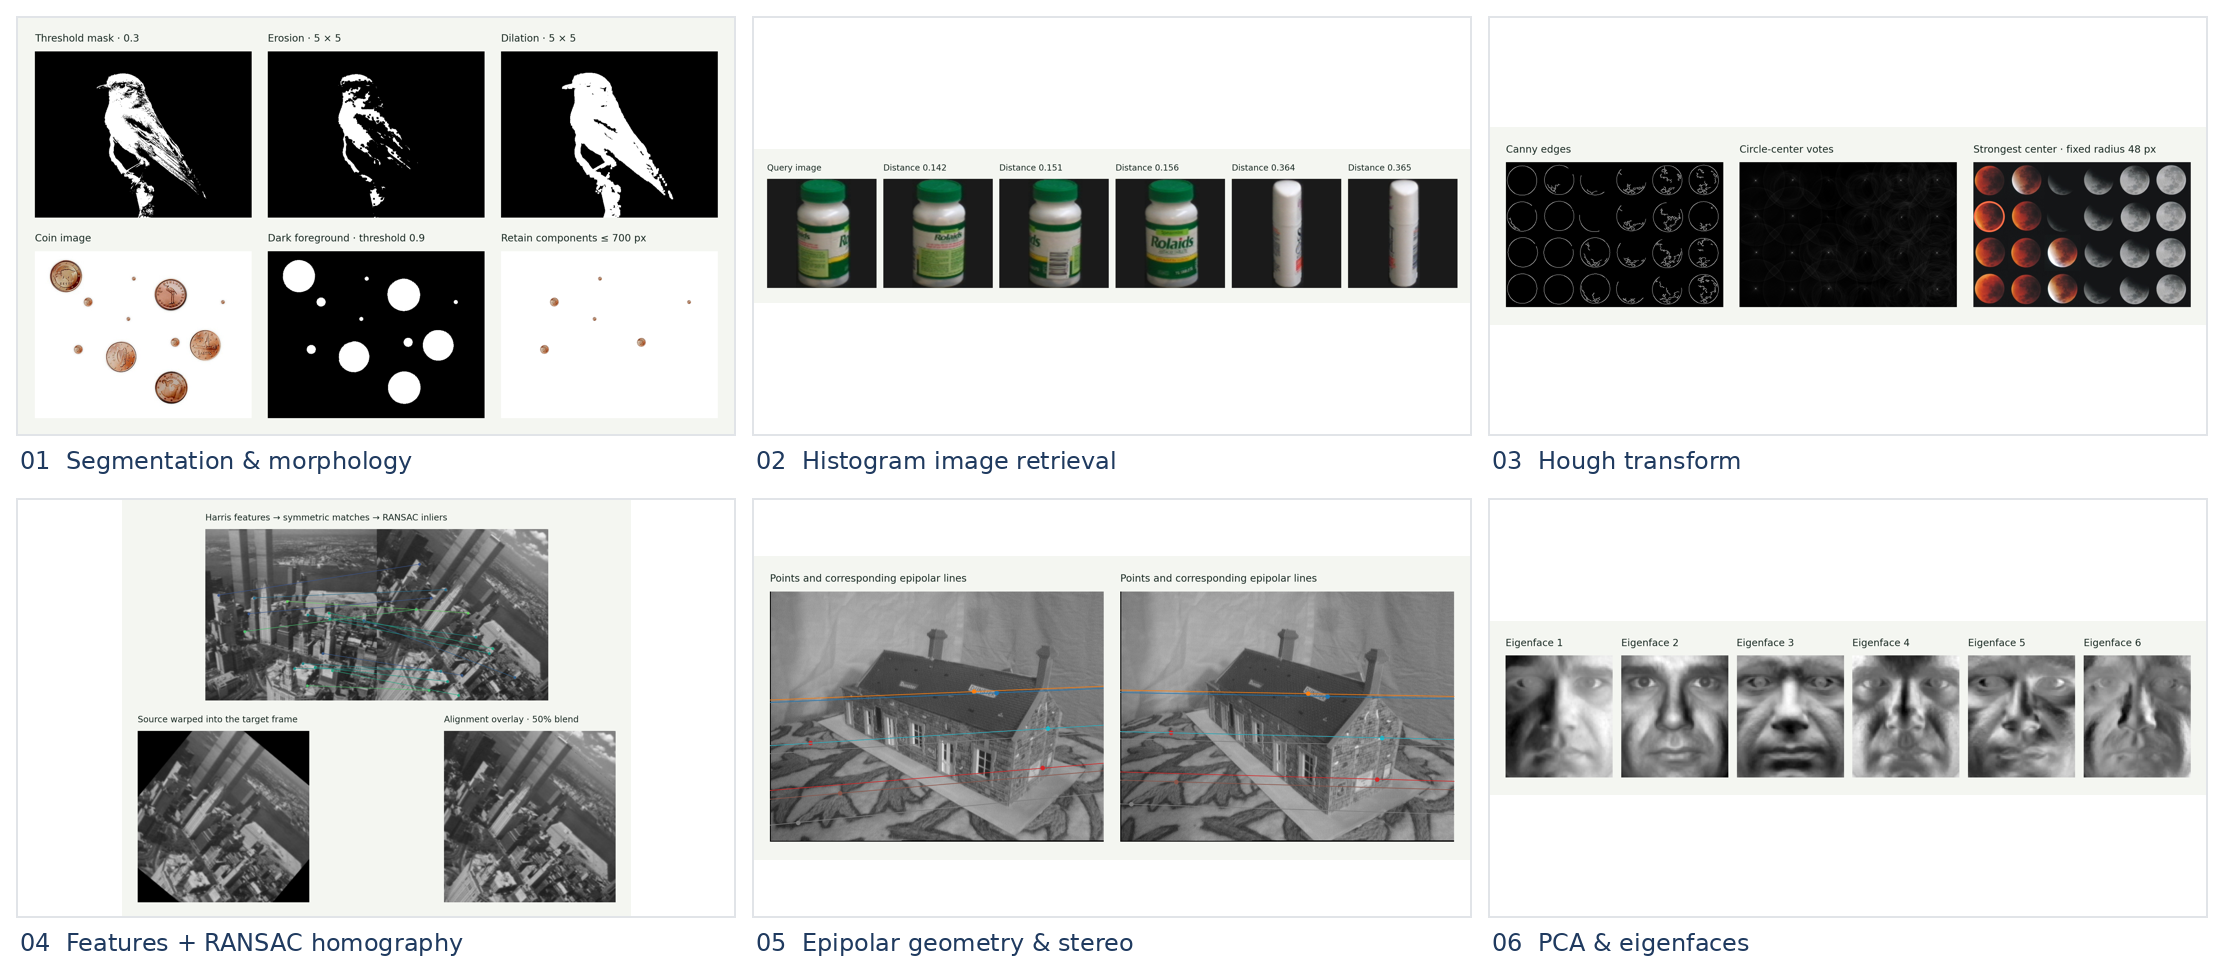 Threshold mask · 0.3
Erosion · 5 × 5
Dilation · 5 × 5
Coin image
Dark foreground · threshold 0.9
Retain components ≤ 700 px
01 Segmentation & morphology
Query image
Distance 0.142
Distance 0.151
Distance 0.156
Distance 0.364
Distance 0.365
Rolaids
Rolaids
02 Histogram image retrieval
Canny edges
Circle-center votes
Strongest center · fixed radius 48 px
03 Hough transform
Harris features → symmetric matches → RANSAC inliers
Source warped into the target frame
Alignment overlay · 50% blend
04 Features + RANSAC homography
Points and corresponding epipolar lines
Points and corresponding epipolar lines
05 Epipolar geometry & stereo
Eigenface 1
Eigenface 2
Eigenface 3
Eigenface 4
Eigenface 5
Eigenface 6
06 PCA & eigenfaces